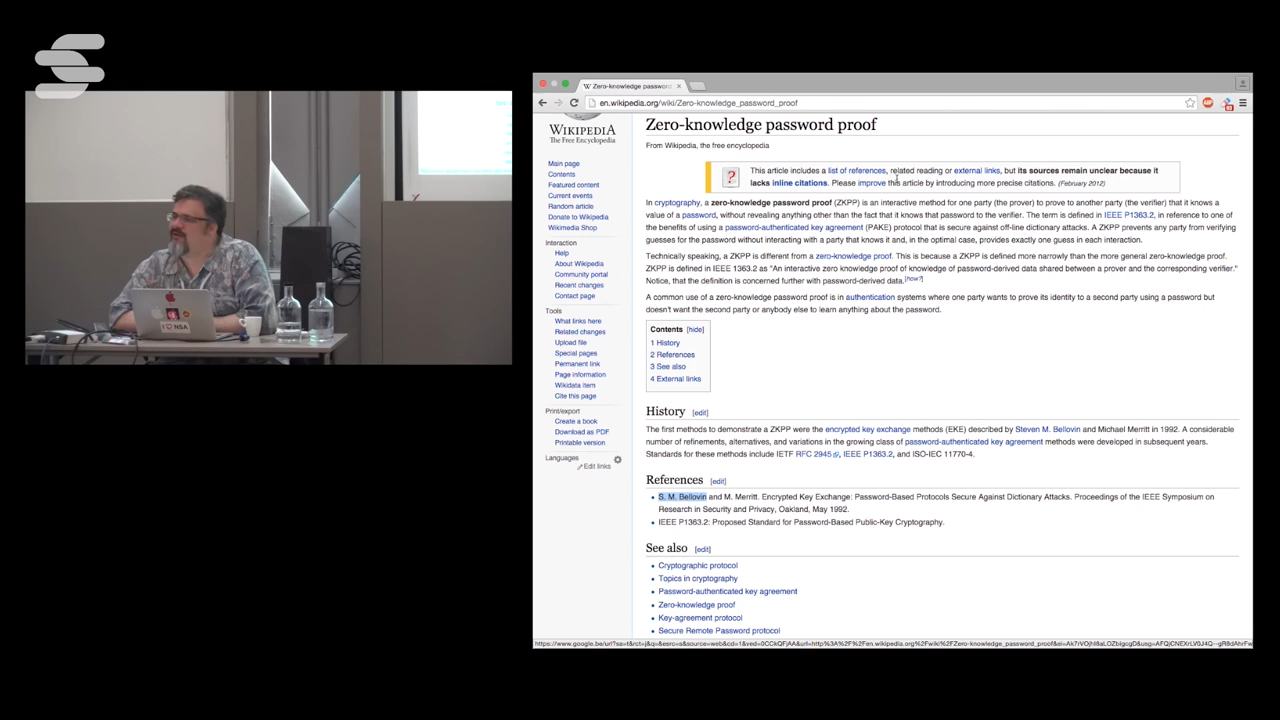 I ♡ NSA
Zero-knowledge password
en.wikipedia.org/wiki/Zero-knowledge_password_proof
WIKIPEDIA
The Free Encyclopedia
Main page
Contents
Featured content
Current events
Random article
Donate to Wikipedia
Wikimedia Shop
Interaction
Help
About Wikipedia
Community portal
Recent changes
Contact page
Tools
What links here
Related changes
Upload file
Special pages
Permanent link
Page information
Wikidata item
Cite this page
Print/export
Create a book
Download as PDF
Printable version
Languages
Edit links
Zero-knowledge password proof
From Wikipedia, the free encyclopedia
This article includes a list of references, related reading or external links, but its sources remain unclear because it
lacks inline citations. Please improve this article by introducing more precise citations. (February 2012)
In cryptography, a zero-knowledge password proof (ZKPP) is an interactive method for one party (the prover) to prove to another party (the verifier) that it knows a
value of a password, without revealing anything other than the fact that it knows that password to the verifier. The term is defined in IEEE P1363.2, in reference to one of
the benefits of using a password-authenticated key agreement (PAKE) protocol that is secure against off-line dictionary attacks. A ZKPP prevents any party from verifying
guesses for the password without interacting with a party that knows it and, in the optimal case, provides exactly one guess in each interaction.
Technically speaking, a ZKPP is different from a zero-knowledge proof. This is because a ZKPP is defined more narrowly than the more general zero-knowledge proof.
ZKPP is defined in IEEE 1363.2 as "An interactive zero knowledge proof of knowledge of password-derived data shared between a prover and the corresponding verifier."
Notice, that the definition is concerned further with password-derived data.[how?]
A common use of a zero-knowledge password proof is in authentication systems where one party wants to prove its identity to a second party using a password but
doesn't want the second party or anybody else to learn anything about the password.
Contents [hide]
1 History
2 References
3 See also
4 External links
History [edit]
The first methods to demonstrate a ZKPP were the encrypted key exchange methods (EKE) described by Steven M. Bellovin and Michael Merritt in 1992. A considerable
number of refinements, alternatives, and variations in the growing class of password-authenticated key agreement methods were developed in subsequent years.
Standards for these methods include IETF RFC 2945, IEEE P1363.2, and ISO-IEC 11770-4.
References [edit]
S. M. Bellovin and M. Merritt. Encrypted Key Exchange: Password-Based Protocols Secure Against Dictionary Attacks. Proceedings of the IEEE Symposium on
Research in Security and Privacy, Oakland, May 1992.
IEEE P1363.2: Proposed Standard for Password-Based Public-Key Cryptography.
See also [edit]
Cryptographic protocol
Topics in cryptography
Password-authenticated key agreement
Zero-knowledge proof
Key-agreement protocol
Secure Remote Password protocol